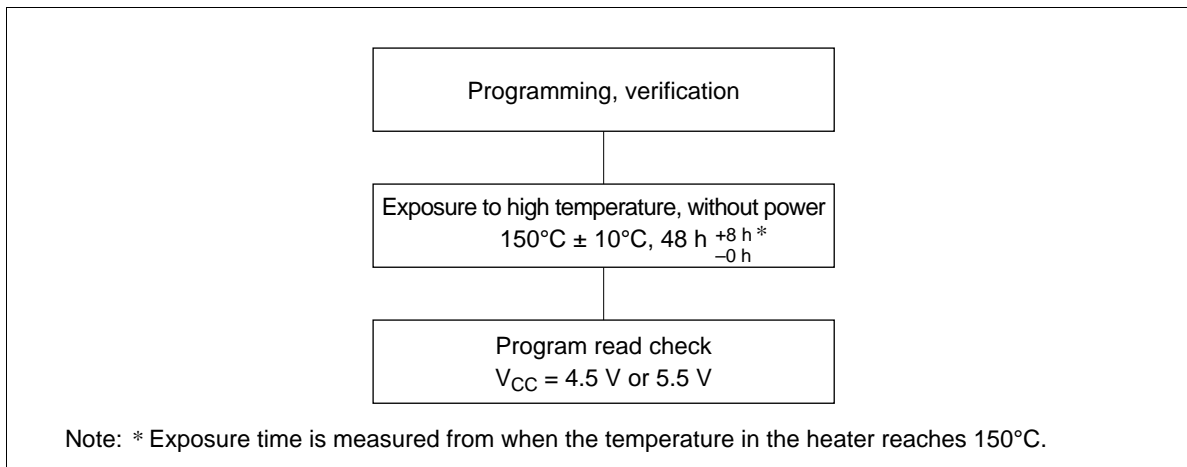 Programming, verification
Exposure to high temperature, without power
150°C ± 10°C, 48 h +8 h *
–0 h
Program read check
VCC = 4.5 V or 5.5 V
Note: * Exposure time is measured from when the temperature in the heater reaches 150°C.